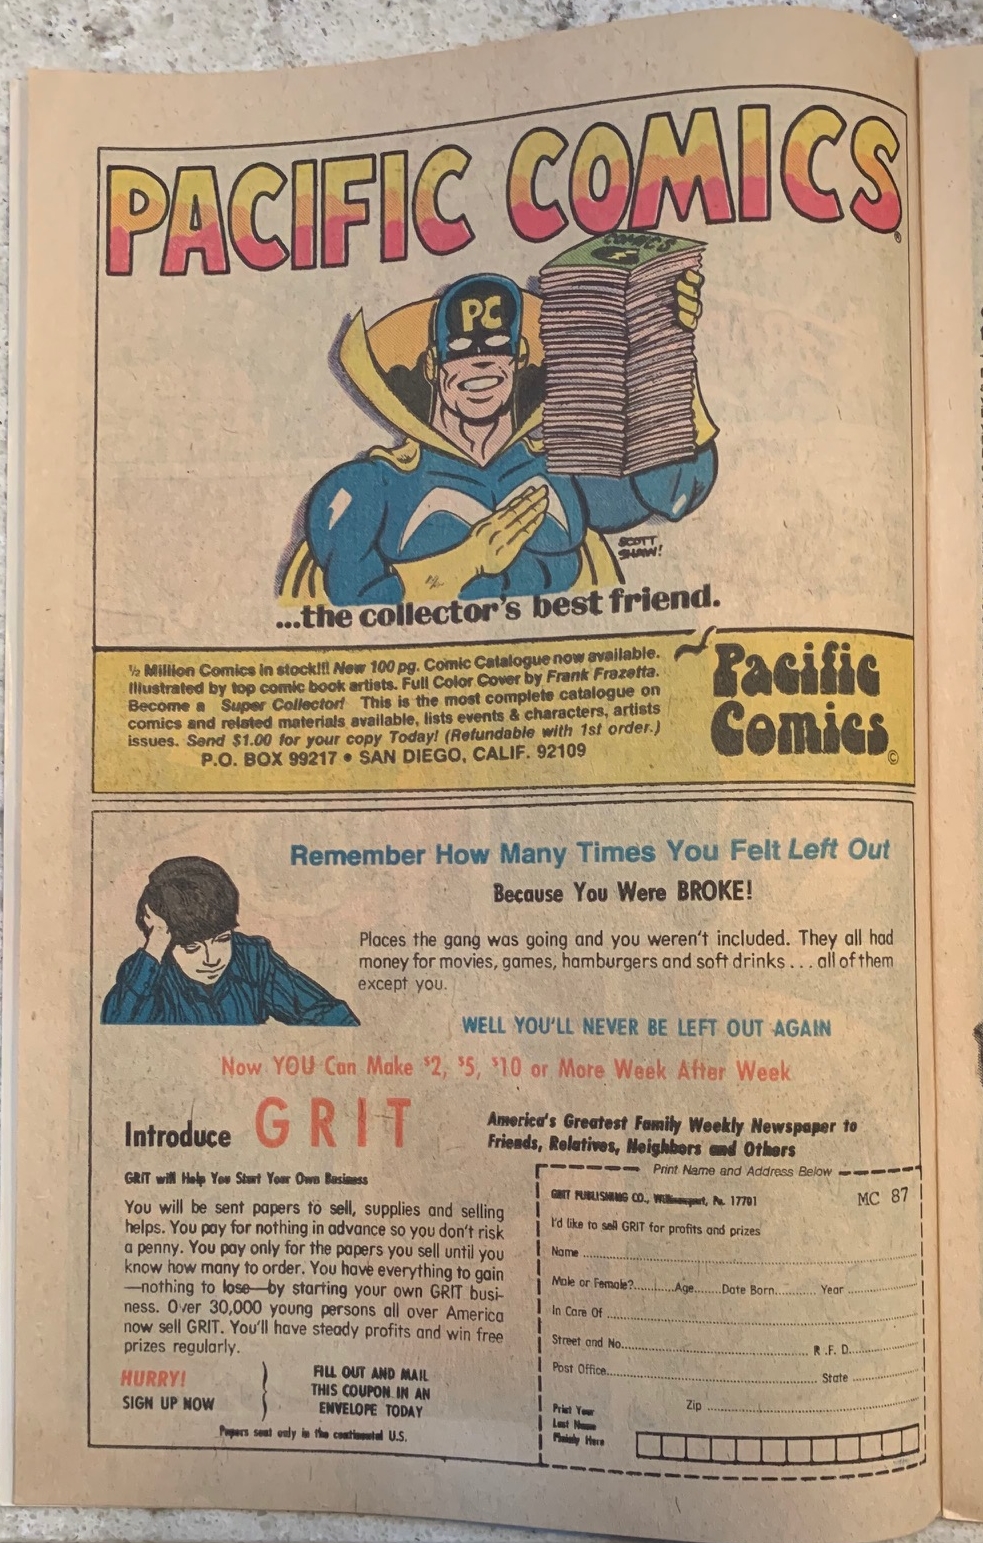 PACIFIC COMICS®
COMICS
PC
SCOTT
SHAW!
...the collector's best friend.
½ Million Comics in stock!!! New 100 pg. Comic Catalogue now available.
Illustrated by top comic book artists. Full Color Cover by Frank Frazetta.
Become a Super Collector! This is the most complete catalogue on
comics and related materials available, lists events & characters, artists
issues. Send $1.00 for your copy Today! (Refundable with 1st order.)
P.O. BOX 99217 • SAN DIEGO, CALIF. 92109
Pacific
Comics ©
Remember How Many Times You Felt Left Out
Because You Were BROKE!
Places the gang was going and you weren't included. They all had
money for movies, games, hamburgers and soft drinks . . . all of them
except you.
WELL YOU'LL NEVER BE LEFT OUT AGAIN
Now YOU Can Make $2, $5, $10 or More Week After Week
Introduce GRIT
America's Greatest Family Weekly Newspaper to
Friends, Relatives, Neighbors and Others
GRIT will Help You Start Your Own Business
You will be sent papers to sell, supplies and selling
helps. You pay for nothing in advance so you don't risk
a penny. You pay only for the papers you sell until you
know how many to order. You have everything to gain
—nothing to lose—by starting your own GRIT busi-
ness. Over 30,000 young persons all over America
now sell GRIT. You'll have steady profits and win free
prizes regularly.
HURRY!
SIGN UP NOW
FILL OUT AND MAIL
THIS COUPON IN AN
ENVELOPE TODAY
Papers sent only in the continental U.S.
Print Name and Address Below
GRIT PUBLISHING CO., Williamsport, Pa. 17701 MC 87
I'd like to sell GRIT for profits and prizes
Name
Male or Female? Age Date Born Year
In Care Of
Street and No. R.F.D.
Post Office State
Zip
Print Your
Last Name
Plainly Here